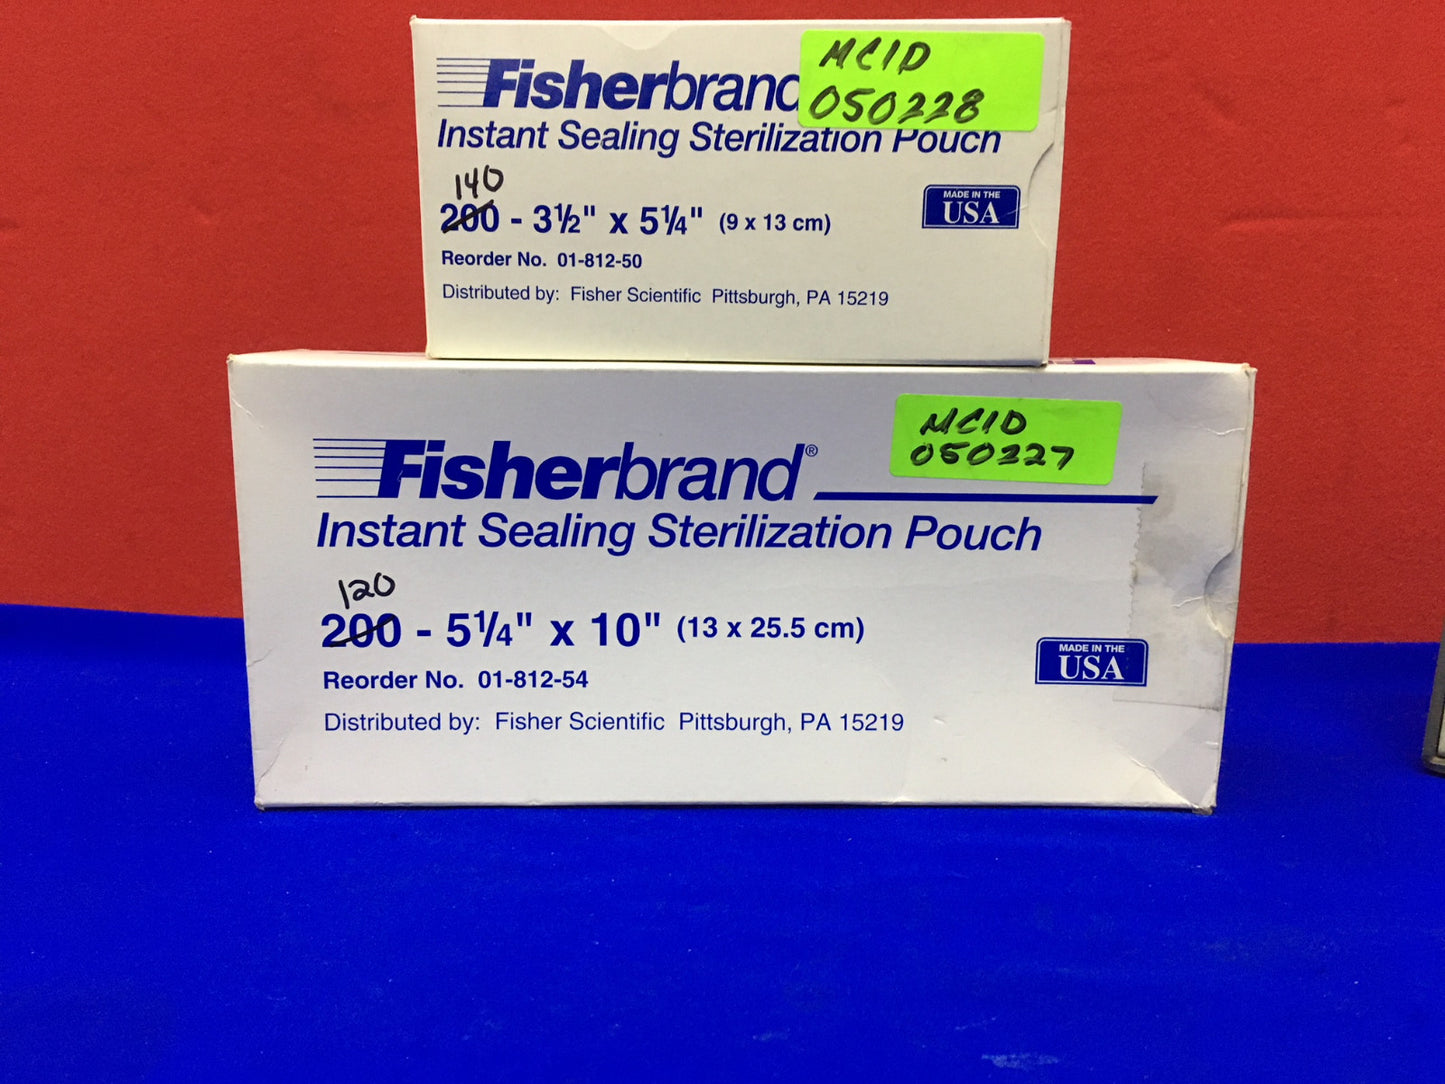 MCID
050228
Fisherbrand
Instant Sealing Sterilization Pouch
140
200 - 3½" x 5¼" (9 x 13 cm)
MADE IN THE
USA
Reorder No. 01-812-50
Distributed by: Fisher Scientific Pittsburgh, PA 15219
MCID
050227
Fisherbrand®
Instant Sealing Sterilization Pouch
120
200 - 5¼" x 10" (13 x 25.5 cm)
MADE IN THE
USA
Reorder No. 01-812-54
Distributed by: Fisher Scientific Pittsburgh, PA 15219